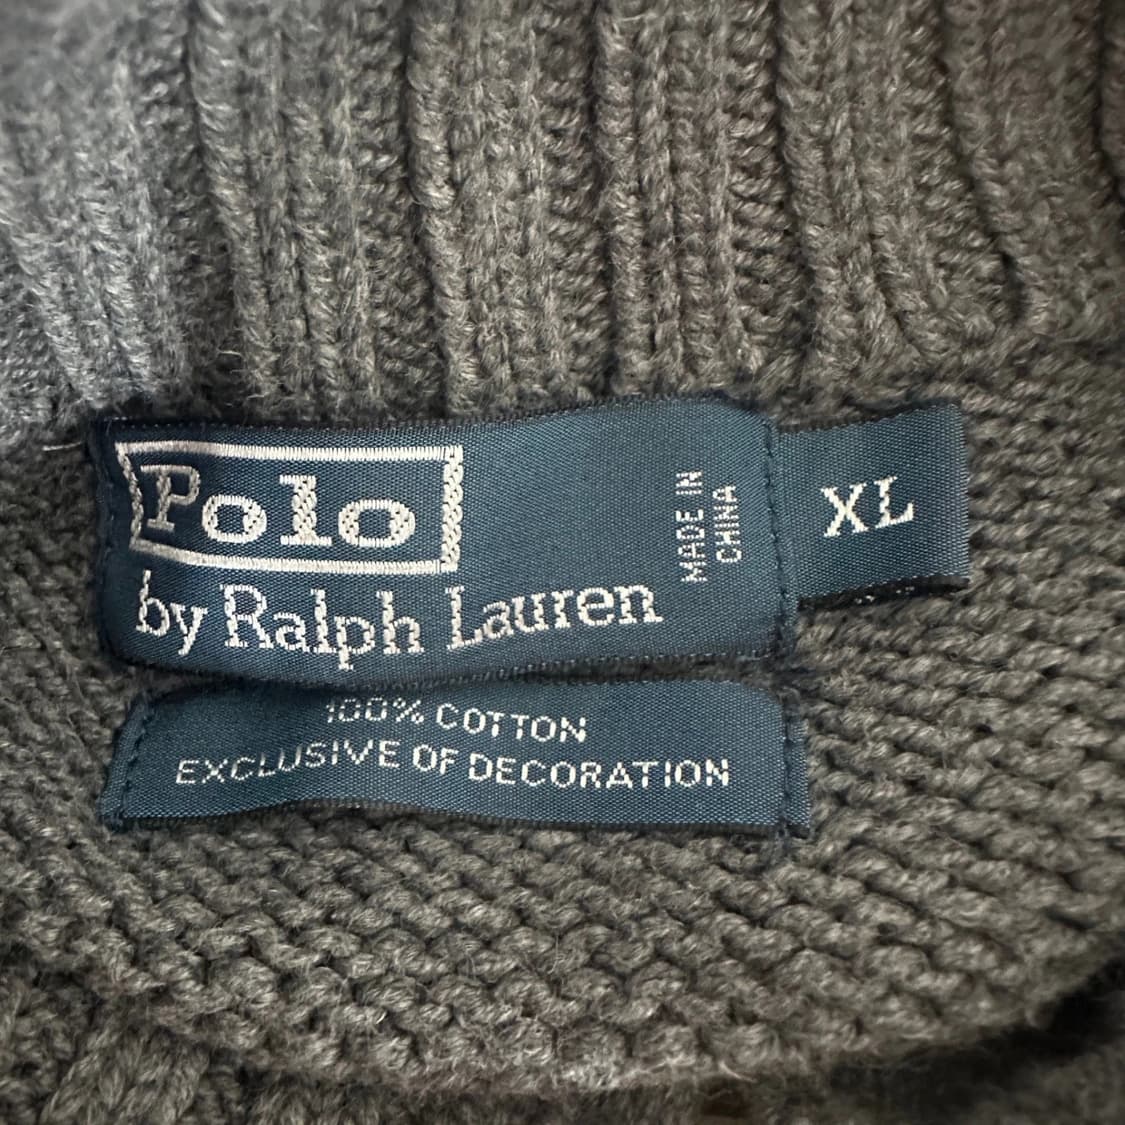 Polo
by Ralph Lauren
MADE IN
CHINA
XL
100% COTTON
EXCLUSIVE OF DECORATION